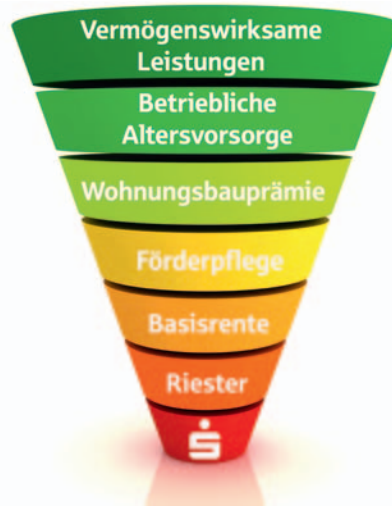 Vermögenswirksame
Leistungen
Betriebliche
Altersvorsorge
Wohnungsbauprämie
Förderpflege
Basisrente
Riester